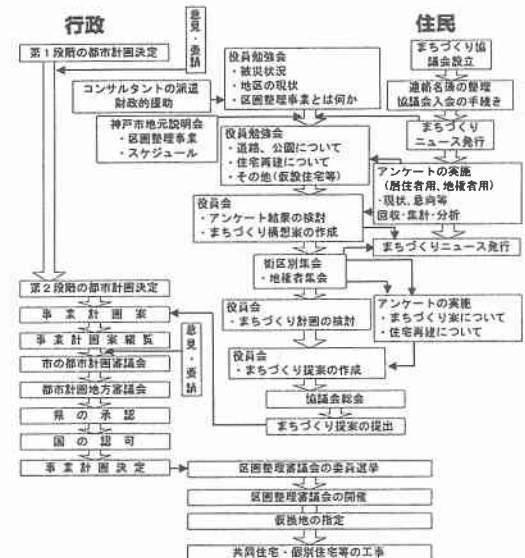 行政
住民
意見・要請
第1段階の都市計画決定
役員勉強会
・被災状況
・地区の現状
・区画整理事業とは何か
まちづくり協
議会設立
コンサルタントの派遣
財政的援助
連絡名簿の整理
協議会入会の手続き
神戸市地元説明会
・区画整理事業
・スケジュール
まちづくり
ニュース発行
役員勉強会
・道路、公園について
・住宅再建について
・その他(仮設住宅等)
アンケートの実施
(居住者用、地権者用)
・現状、意向等
回収・集計・分析
役員会
・アンケート結果の検討
・まちづくり構想案の作成
まちづくりニュース発行
街区別集会
・地権者集会
第2段階の都市計画決定
事業計画案
役員会
・まちづくり計画の検討
アンケートの実施
・まちづくり案について
・住宅再建について
事業計画案縦覧
意見・要請
市の都市計画審議会
役員会
・まちづくり提案の作成
都市計画地方審議会
協議会総会
県の承認
まちづくり提案の提出
国の認可
事業計画決定
区画整理審議会の委員選挙
区画整理審議会の開催
仮換地の指定
共同住宅・個別住宅等の工事